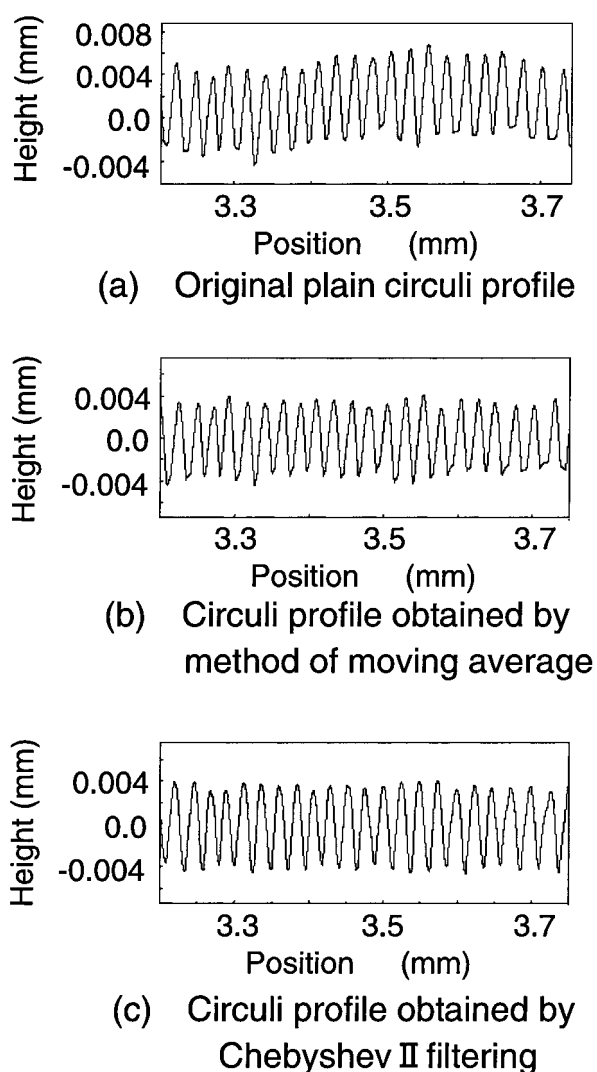 Height (mm)
0.008
0.004
0.0
-0.004
3.3 3.5 3.7
Position (mm)
(a) Original plain circuli profile
Height (mm)
0.004
0.0
-0.004
3.3 3.5 3.7
Position (mm)
(b) Circuli profile obtained by
method of moving average
Height (mm)
0.004
0.0
-0.004
3.3 3.5 3.7
Position (mm)
(c) Circuli profile obtained by
Chebyshev II filtering